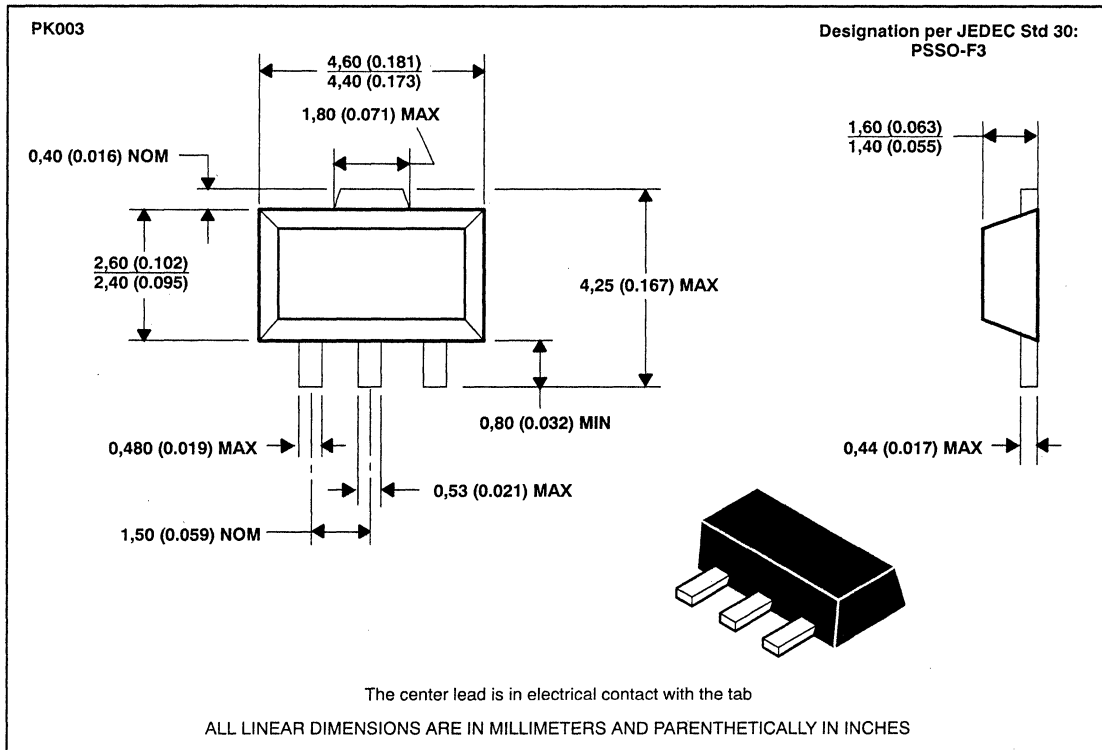 PK003
Designation per JEDEC Std 30:
PSSO-F3
4,60 (0.181)
4,40 (0.173)
1,80 (0.071) MAX
1,60 (0.063)
1,40 (0.055)
0,40 (0.016) NOM
2,60 (0.102)
2,40 (0.095)
4,25 (0.167) MAX
0,80 (0.032) MIN
0,480 (0.019) MAX
0,44 (0.017) MAX
0,53 (0.021) MAX
1,50 (0.059) NOM
The center lead is in electrical contact with the tab
ALL LINEAR DIMENSIONS ARE IN MILLIMETERS AND PARENTHETICALLY IN INCHES